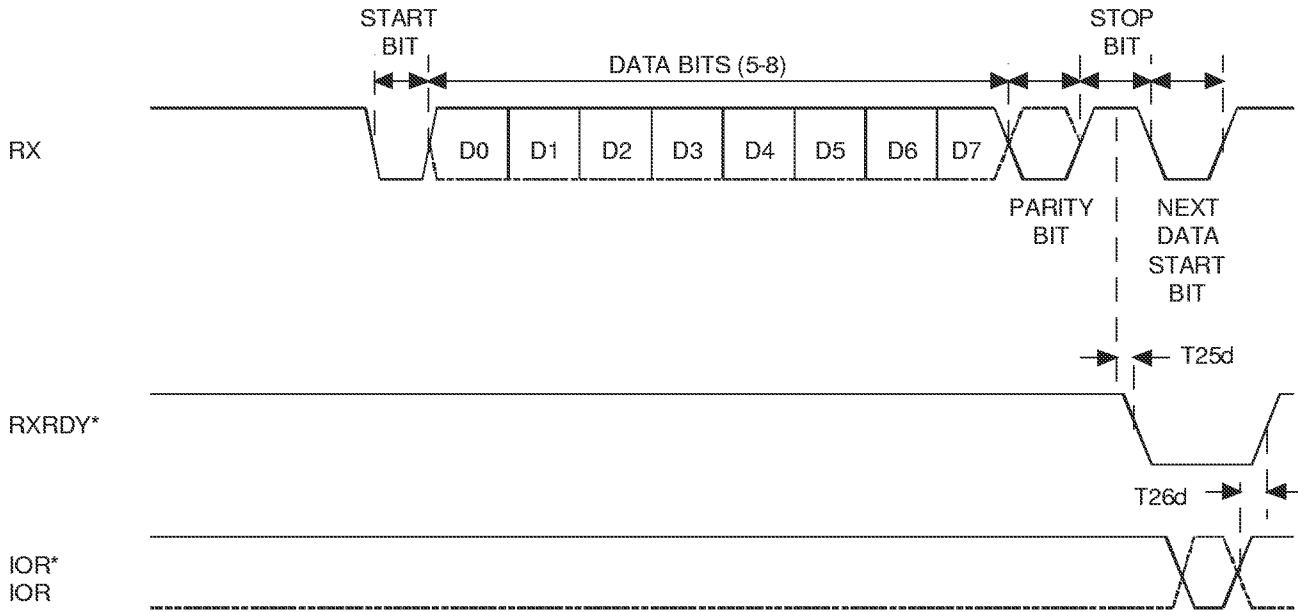 START
BIT
STOP
BIT
DATA BITS (5-8)
RX
D0 D1 D2 D3 D4 D5 D6 D7
PARITY
BIT
NEXT
DATA
START
BIT
T25d
RXRDY*
T26d
IOR*
IOR